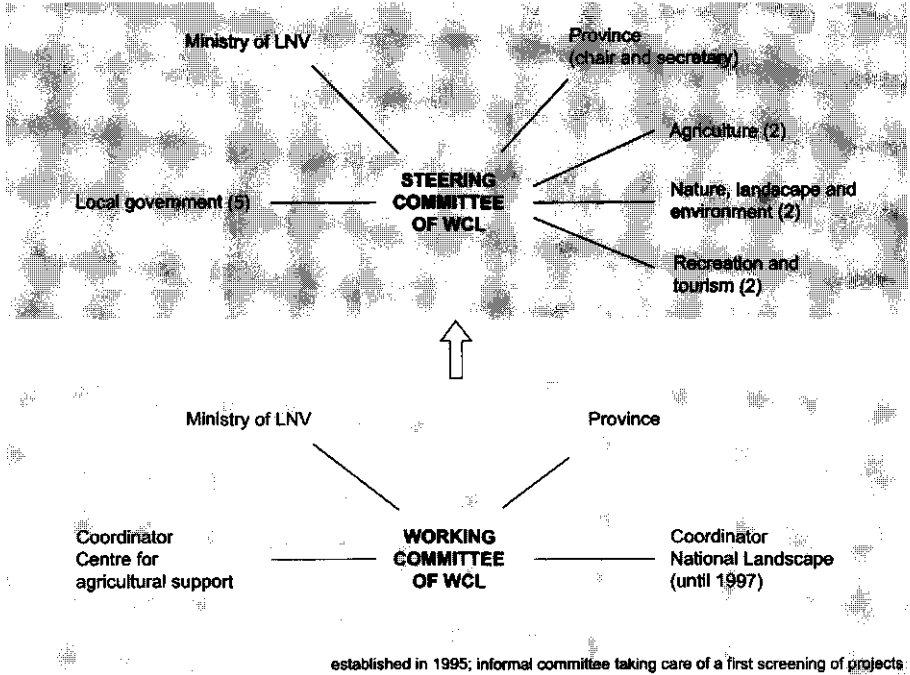 Ministry of LNV
Province
(chair and secretary)
Agriculture (2)
Local government (5)
STEERING
COMMITTEE
OF WCL
Nature, landscape and
environment (2)
Recreation and
tourism (2)
Ministry of LNV
Province
Coordinator
Centre for
agricultural support
WORKING
COMMITTEE
OF WCL
Coordinator
National Landscape
(until 1997)
established in 1995; informal committee taking care of a first screening of projects